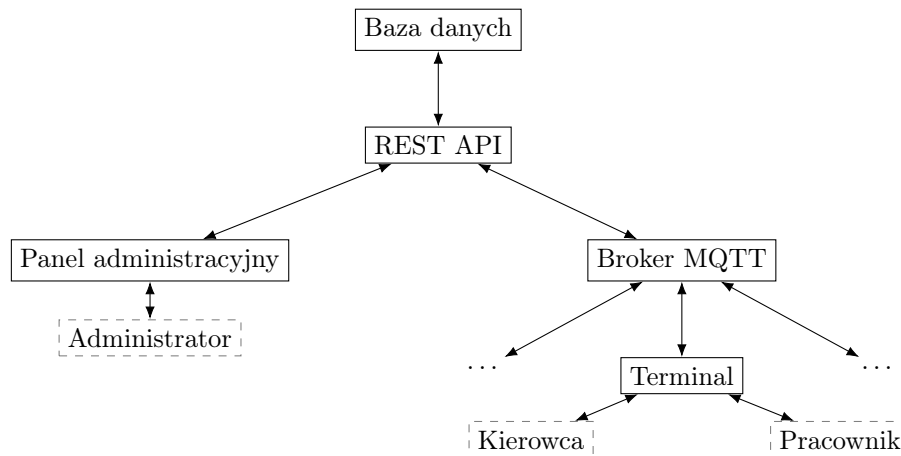 Baza danych
REST API
Panel administracyjny
Broker MQTT
Administrator
...
Terminal
...
Kierowca
Pracownik